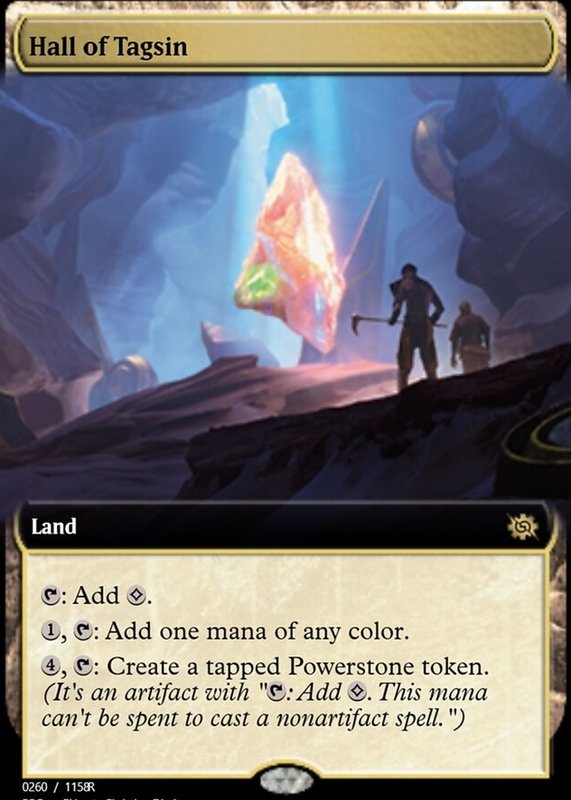 Hall of Tagsin
Land
: Add .
1, : Add one mana of any color.
4, : Create a tapped Powerstone token.
(It's an artifact with ": Add . This mana
can't be spent to cast a nonartifact spell.")
0260 / 1158R